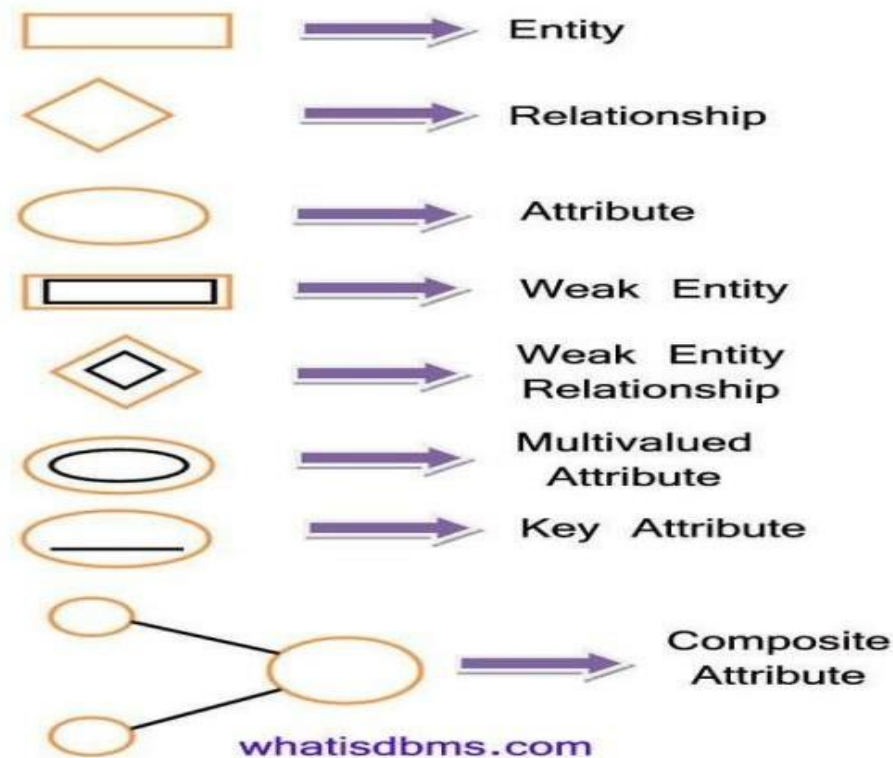 Entity
Relationship
Attribute
Weak Entity
Weak Entity
Relationship
Multivalued
Attribute
Key Attribute
Composite
Attribute
whatisdbms.com